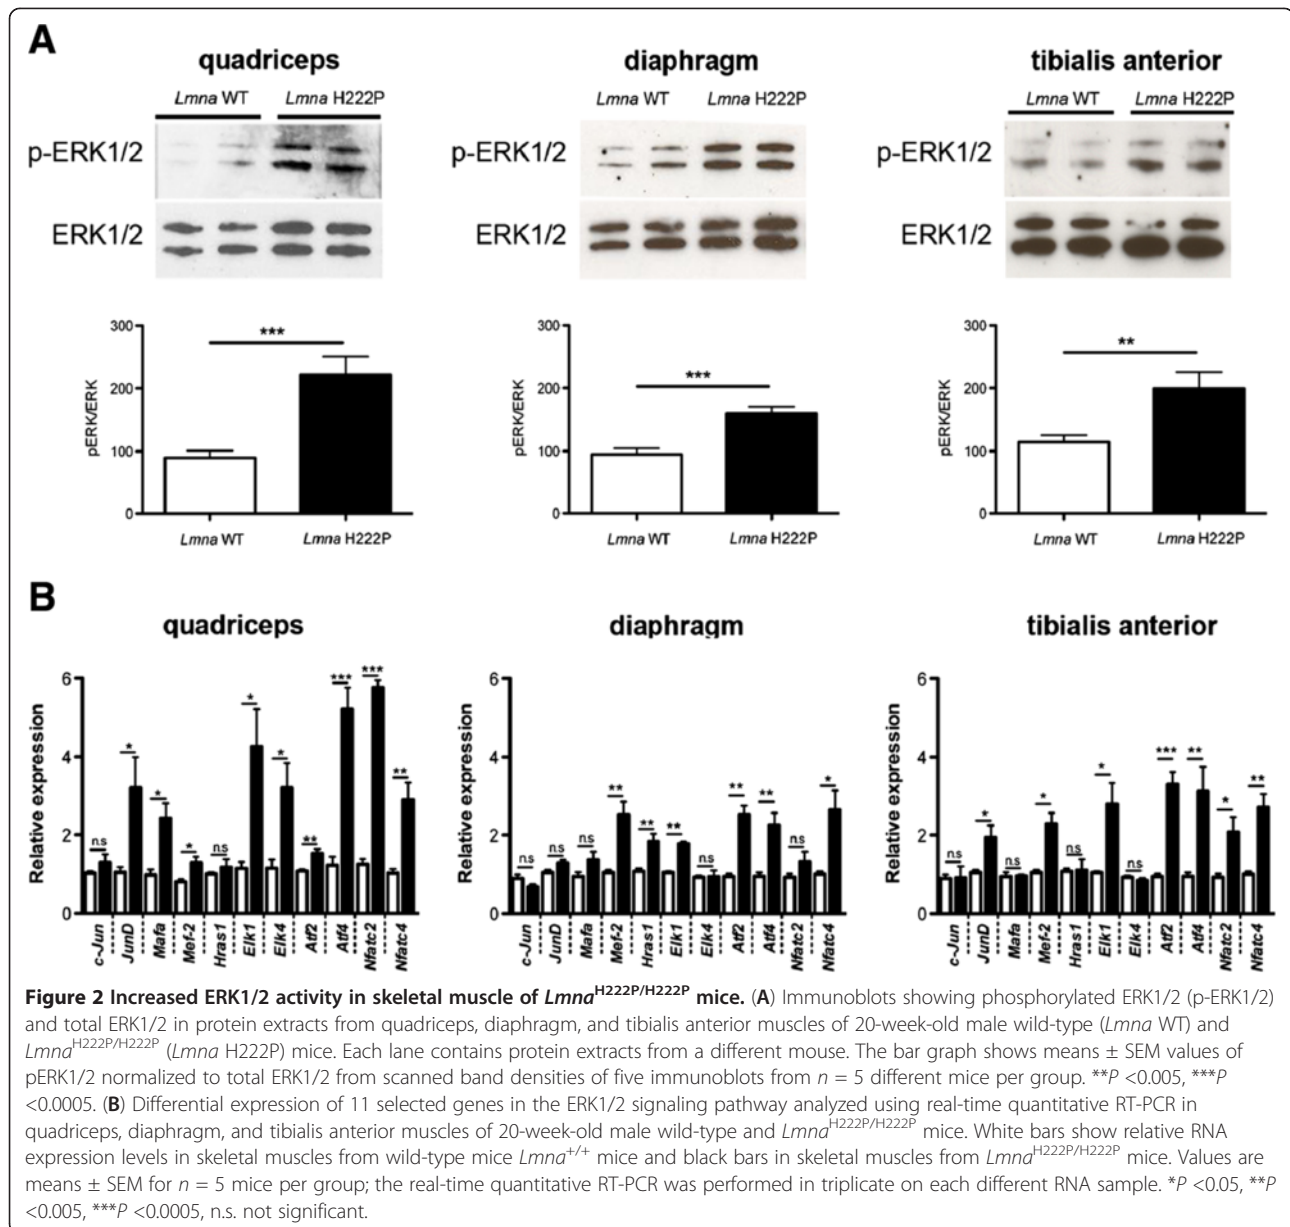 A
quadriceps
diaphragm
tibialis anterior
Lmna WT Lmna H222P
Lmna WT Lmna H222P
Lmna WT Lmna H222P
p-ERK1/2
p-ERK1/2
p-ERK1/2
ERK1/2
ERK1/2
ERK1/2
300
200
100
0
pERK/ERK
***
Lmna WT Lmna H222P
300
200
100
0
pERK/ERK
***
Lmna WT Lmna H222P
300
200
100
0
pERK/ERK
**
Lmna WT Lmna H222P
B
quadriceps
6
4
2
0
Relative expression
n.s * * * n.s * * ** *** *** **
c-Jun JunD Mafa Mef-2 Hras1 Elk1 Elk4 Atf2 Atf4 Nfatc2 Nfatc4
diaphragm
6
4
2
0
Relative expression
n.s n.s n.s ** ** ** n.s ** ** n.s *
c-Jun JunD Mafa Mef-2 Hras1 Elk1 Elk4 Atf2 Atf4 Nfatc2 Nfatc4
tibialis anterior
6
4
2
0
Relative expression
n.s * n.s * n.s * n.s *** ** * **
c-Jun JunD Mafa Mef-2 Hras1 Elk1 Elk4 Atf2 Atf4 Nfatc2 Nfatc4
Figure 2 Increased ERK1/2 activity in skeletal muscle of Lmna^H222P/H222P mice. (A) Immunoblots showing phosphorylated ERK1/2 (p-ERK1/2)
and total ERK1/2 in protein extracts from quadriceps, diaphragm, and tibialis anterior muscles of 20-week-old male wild-type (Lmna WT) and
Lmna^H222P/H222P (Lmna H222P) mice. Each lane contains protein extracts from a different mouse. The bar graph shows means ± SEM values of
pERK1/2 normalized to total ERK1/2 from scanned band densities of five immunoblots from n = 5 different mice per group. **P <0.005, ***P
<0.0005. (B) Differential expression of 11 selected genes in the ERK1/2 signaling pathway analyzed using real-time quantitative RT-PCR in
quadriceps, diaphragm, and tibialis anterior muscles of 20-week-old male wild-type and Lmna^H222P/H222P mice. White bars show relative RNA
expression levels in skeletal muscles from wild-type mice Lmna^+/+ mice and black bars in skeletal muscles from Lmna^H222P/H222P mice. Values are
means ± SEM for n = 5 mice per group; the real-time quantitative RT-PCR was performed in triplicate on each different RNA sample. *P <0.05, **P
<0.005, ***P <0.0005, n.s. not significant.